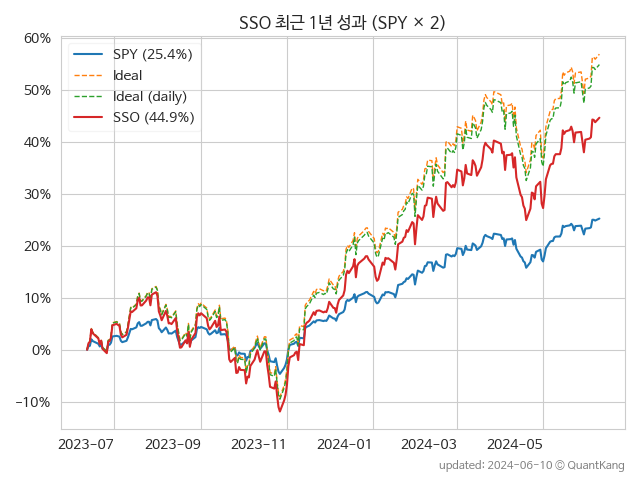 SSO 최근 1년 성과 (SPY × 2)
60%
50%
40%
30%
20%
10%
0%
−10%
SPY (25.4%)
Ideal
Ideal (daily)
SSO (44.9%)
2023-07
2023-09
2023-11
2024-01
2024-03
2024-05
updated: 2024-06-10 © QuantKang